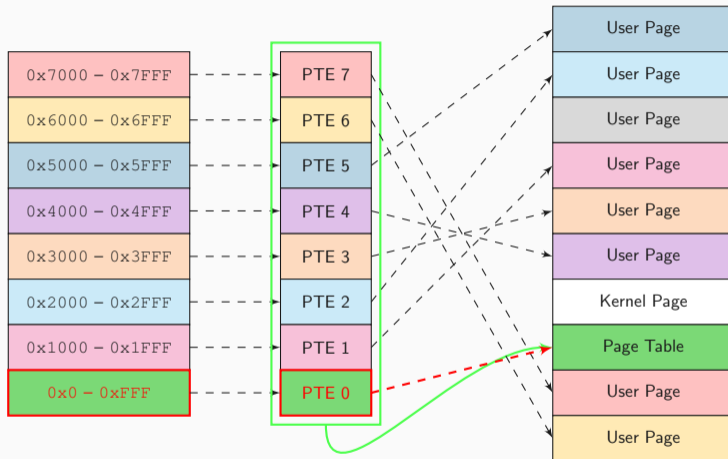 0x7000 – 0x7FFF
0x6000 – 0x6FFF
0x5000 – 0x5FFF
0x4000 – 0x4FFF
0x3000 – 0x3FFF
0x2000 – 0x2FFF
0x1000 – 0x1FFF
0x0 – 0xFFF
PTE 7
PTE 6
PTE 5
PTE 4
PTE 3
PTE 2
PTE 1
PTE 0
User Page
User Page
User Page
User Page
User Page
User Page
Kernel Page
Page Table
User Page
User Page